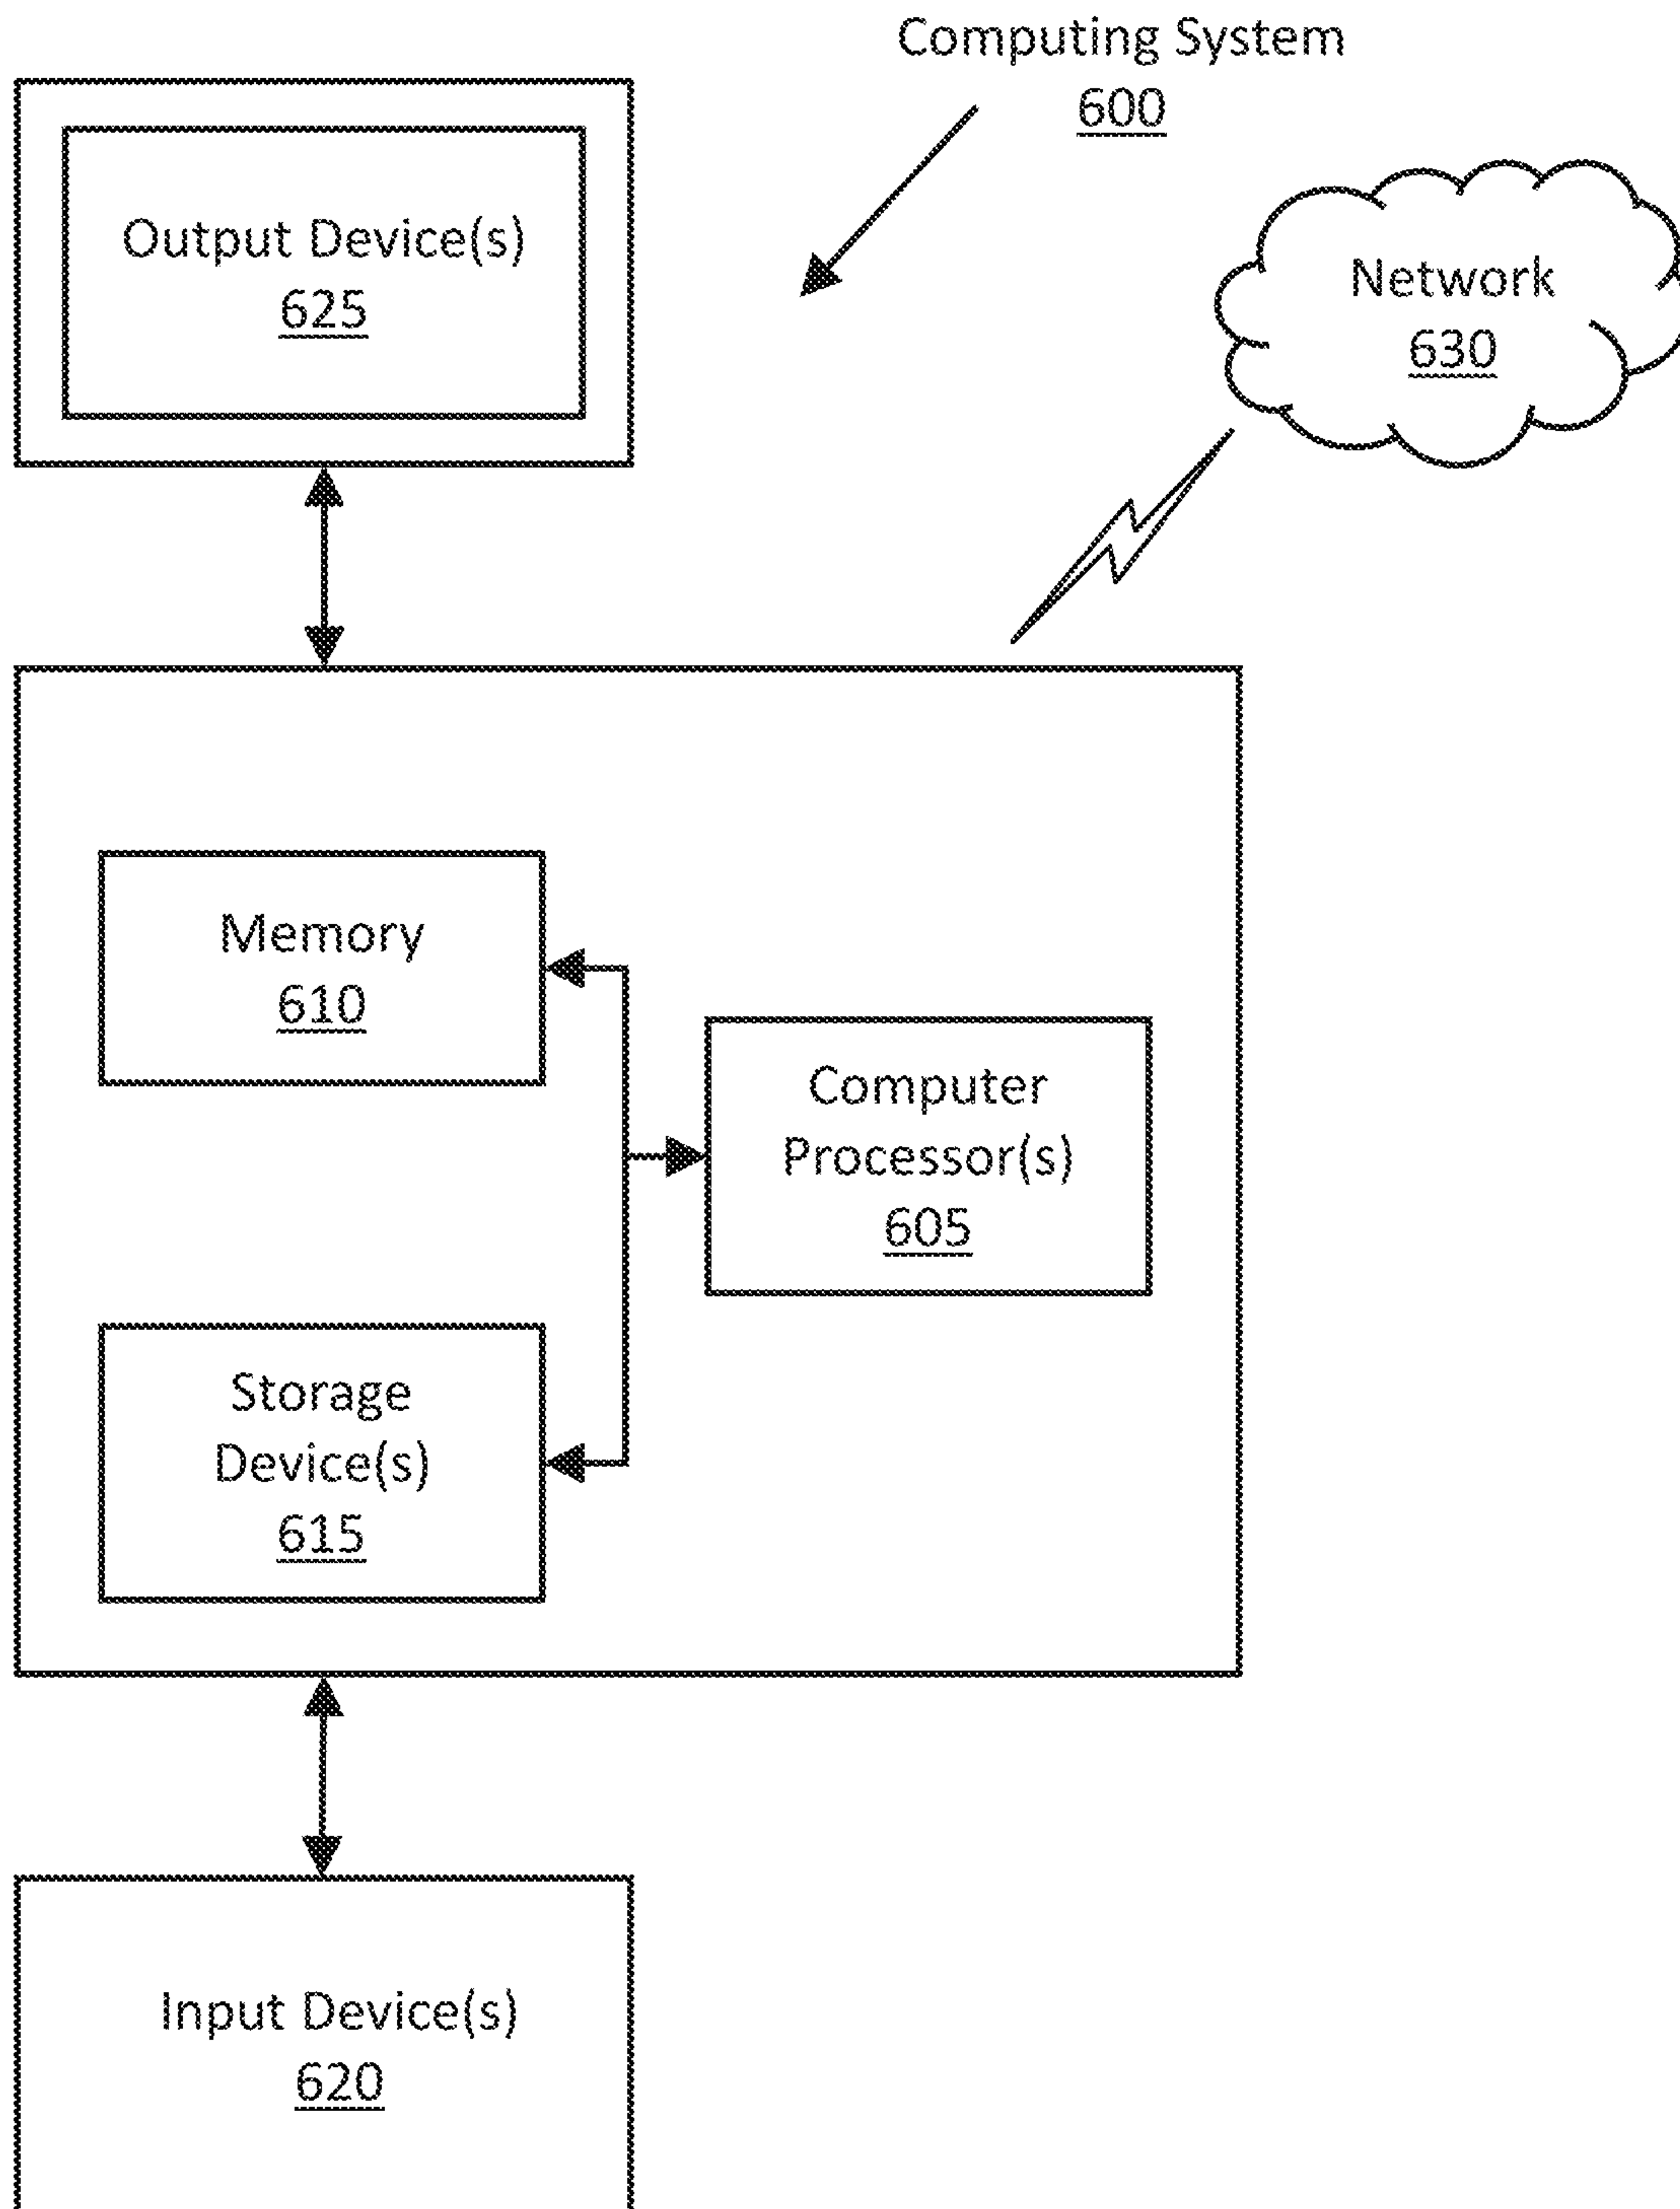 Computing System
600
Output Device(s)
625
Network
630
Memory
610
Computer
Processor(s)
605
Storage
Device(s)
615
Input Device(s)
620